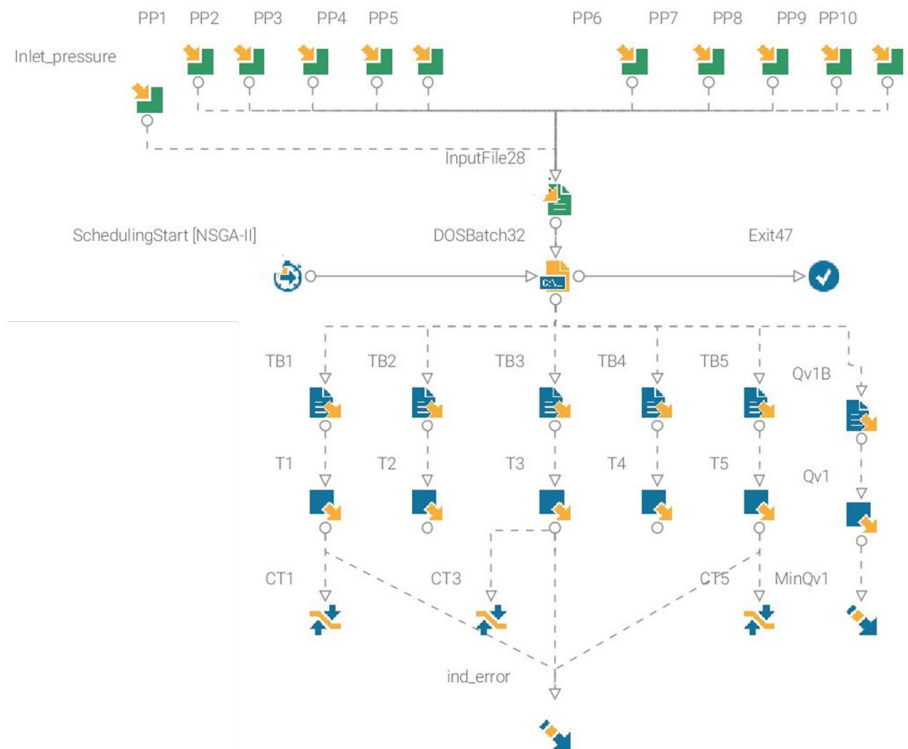 PP1 PP2 PP3 PP4 PP5 PP6 PP7 PP8 PP9 PP10
Inlet_pressure
InputFile28
SchedulingStart [NSGA-II] DOSBatch32 Exit47
TB1 TB2 TB3 TB4 TB5 Qv1B
T1 T2 T3 T4 T5 Qv1
CT1 CT3 CT5 MinQv1
ind_error